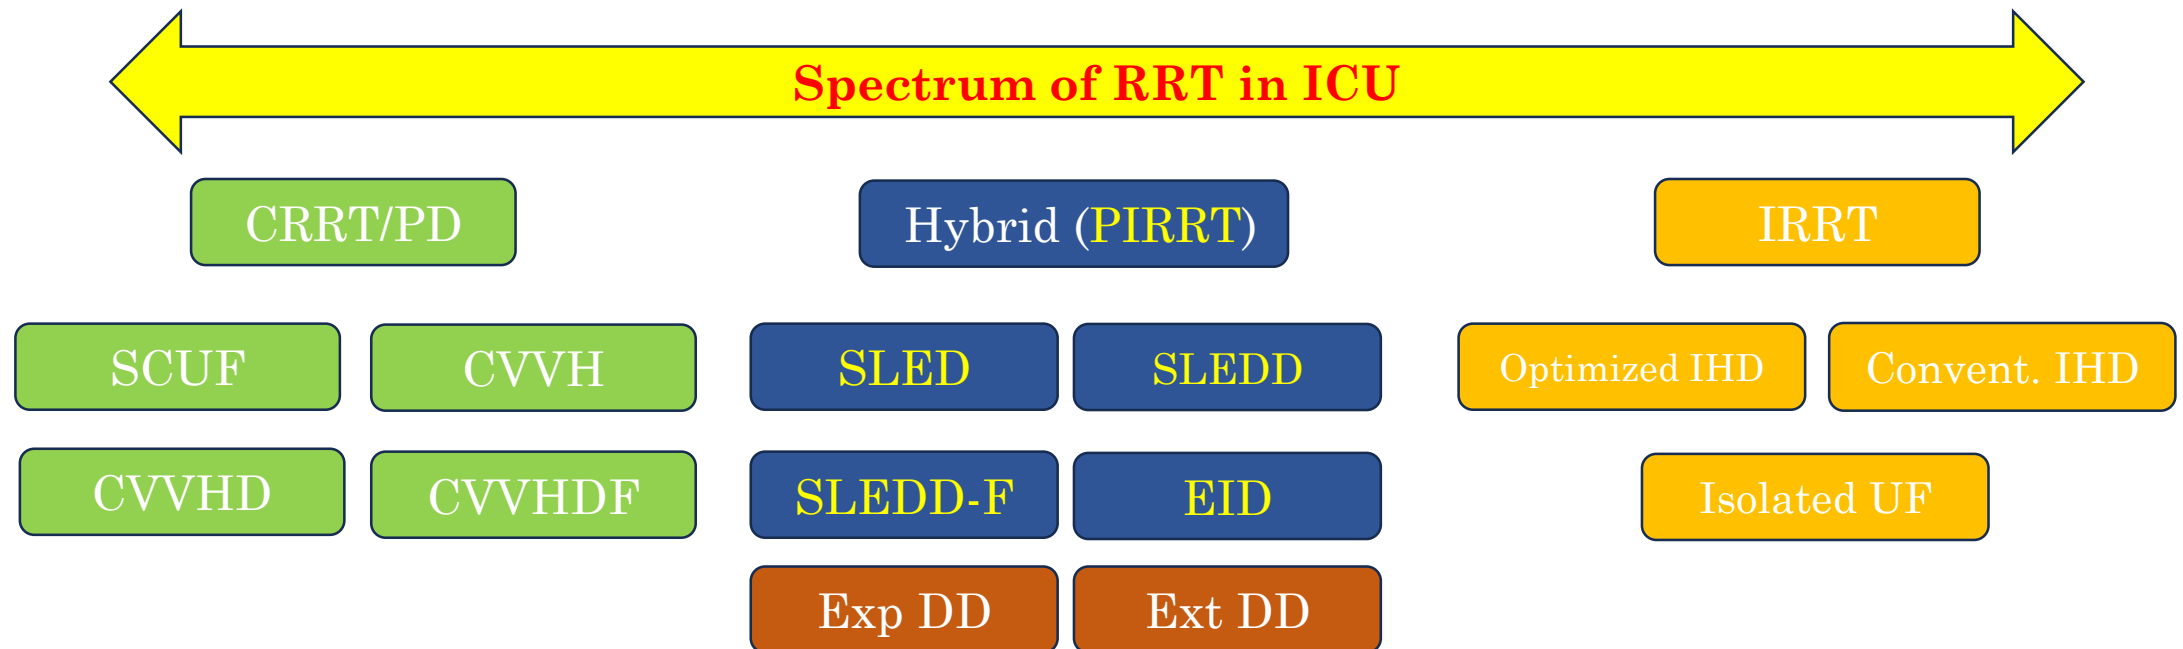 Spectrum of RRT in ICU
CRRT/PD
Hybrid (PIRRT)
IRRT
SCUF
CVVH
SLED
SLEDD
Optimized IHD
Convent. IHD
CVVHD
CVVHDF
SLEDD-F
EID
Isolated UF
Exp DD
Ext DD